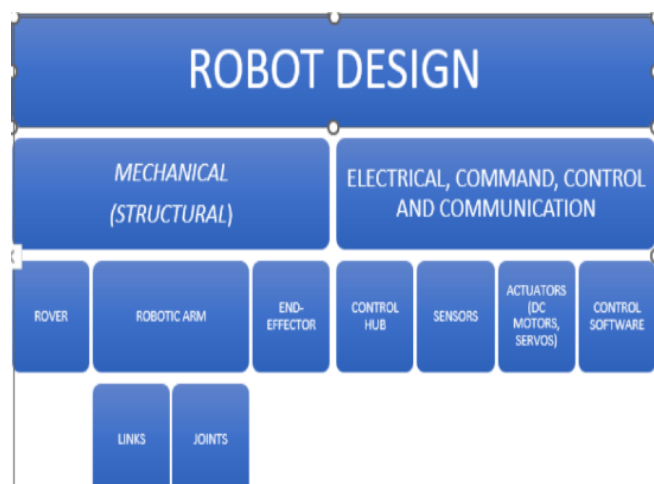 ROBOT DESIGN
MECHANICAL
(STRUCTURAL)
ELECTRICAL, COMMAND, CONTROL
AND COMMUNICATION
ROVER
ROBOTIC ARM
END-
EFFECTOR
CONTROL
HUB
SENSORS
ACTUATORS
(DC
MOTORS,
SERVOS)
CONTROL
SOFTWARE
LINKS
JOINTS